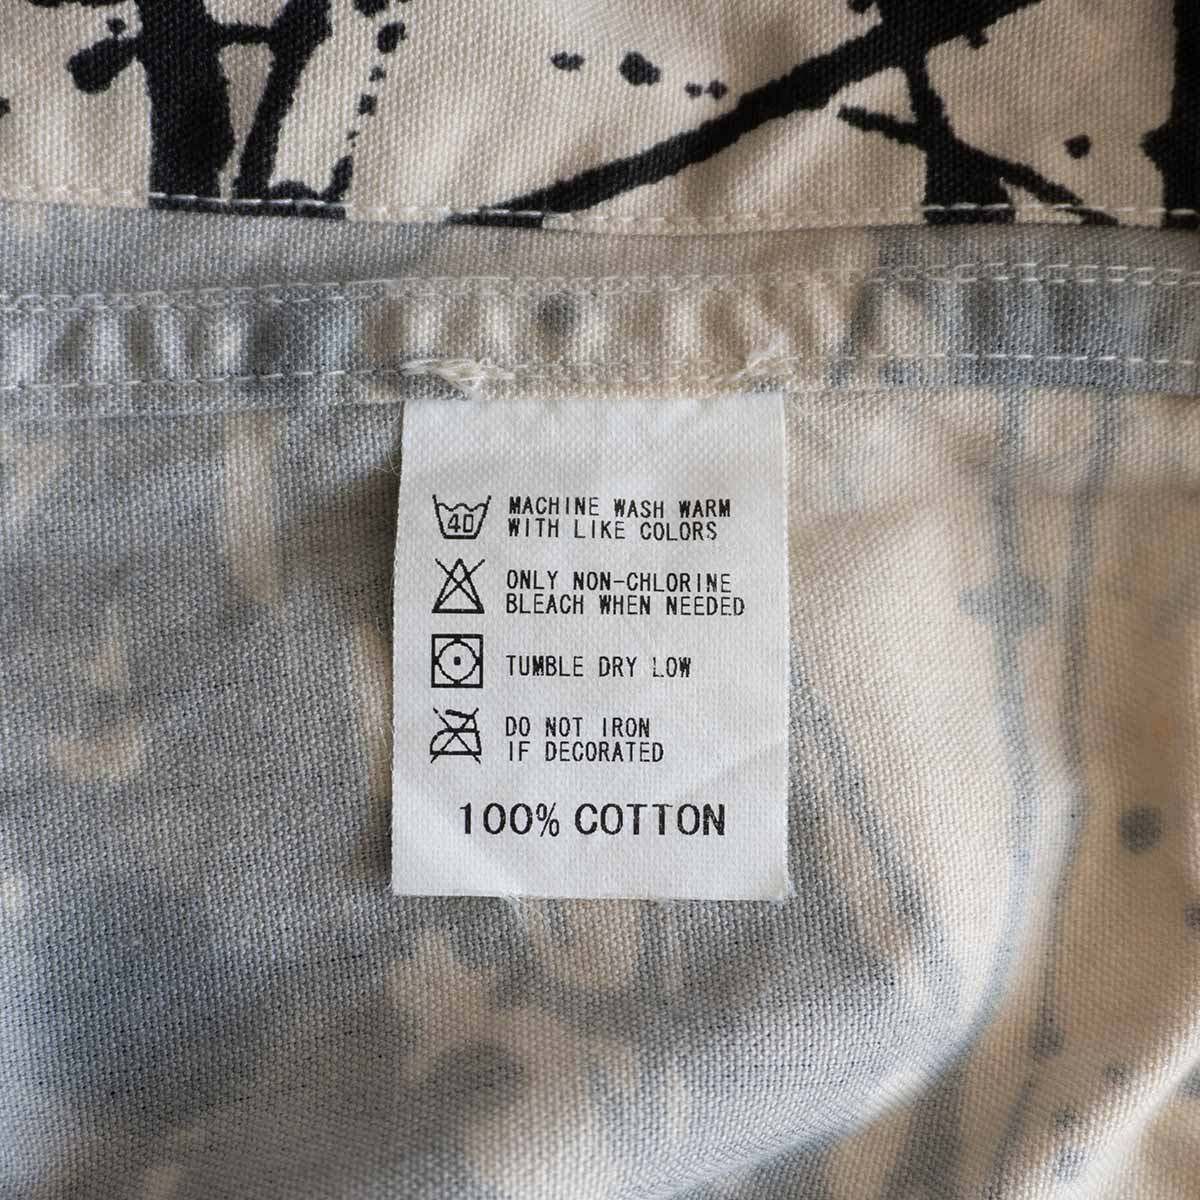 40
MACHINE WASH WARM
WITH LIKE COLORS
ONLY NON-CHLORINE
BLEACH WHEN NEEDED
TUMBLE DRY LOW
DO NOT IRON
IF DECORATED
100% COTTON